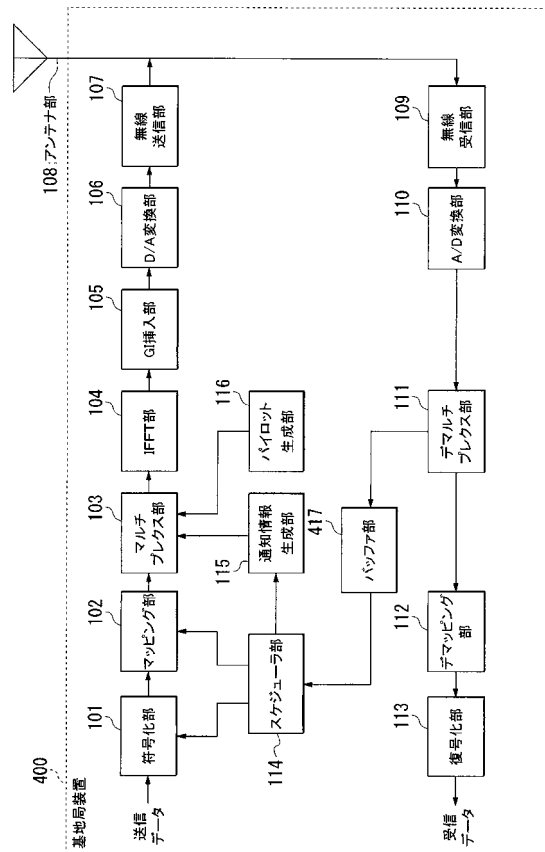 400
基地局装置
送信
データ
101
符号化部
102
マッピング部
103
マルチ
プレクス部
104
IFFT部
105
GI挿入部
106
D/A変換部
107
無線
送信部
108:アンテナ部
114
スケジューラ部
115
通知情報
生成部
116
パイロット
生成部
417
バッファ部
109
無線
受信部
110
A/D変換部
111
デマルチ
プレクス部
112
デマッピング
部
113
復号化部
受信
データ